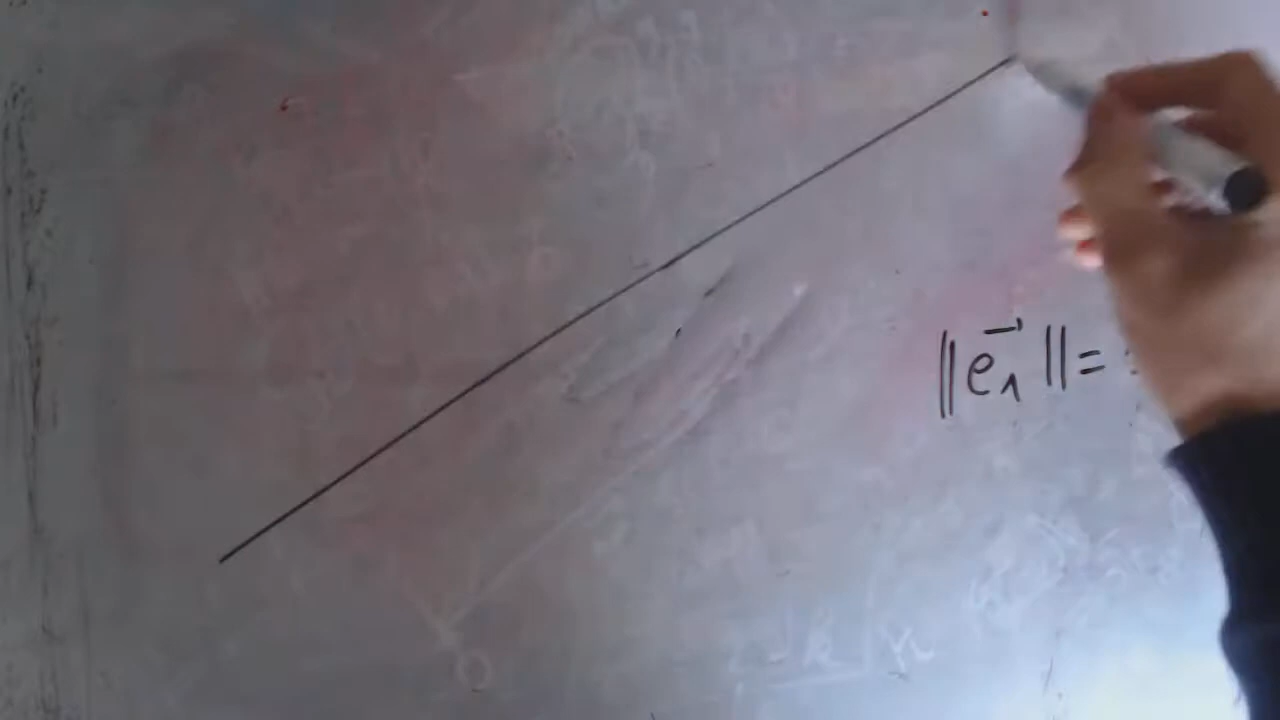 ‖e⃗₁‖ =